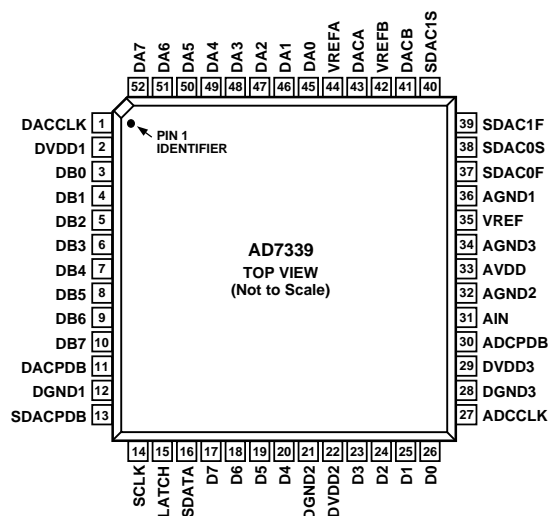 DA7 DA6 DA5 DA4 DA3 DA2 DA1 DA0 VREFA DACA VREFB DACB SDAC1S
52 51 50 49 48 47 46 45 44 43 42 41 40
DACCLK 1
DVDD1 2
DB0 3
DB1 4
DB2 5
DB3 6
DB4 7
DB5 8
DB6 9
DB7 10
DACPDB 11
DGND1 12
SDACPDB 13
PIN 1
IDENTIFIER
AD7339
TOP VIEW
(Not to Scale)
39 SDAC1F
38 SDAC0S
37 SDAC0F
36 AGND1
35 VREF
34 AGND3
33 AVDD
32 AGND2
31 AIN
30 ADCPDB
29 DVDD3
28 DGND3
27 ADCCLK
14 15 16 17 18 19 20 21 22 23 24 25 26
SCLK LATCH SDATA D7 D6 D5 D4 DGND2 DVDD2 D3 D2 D1 D0